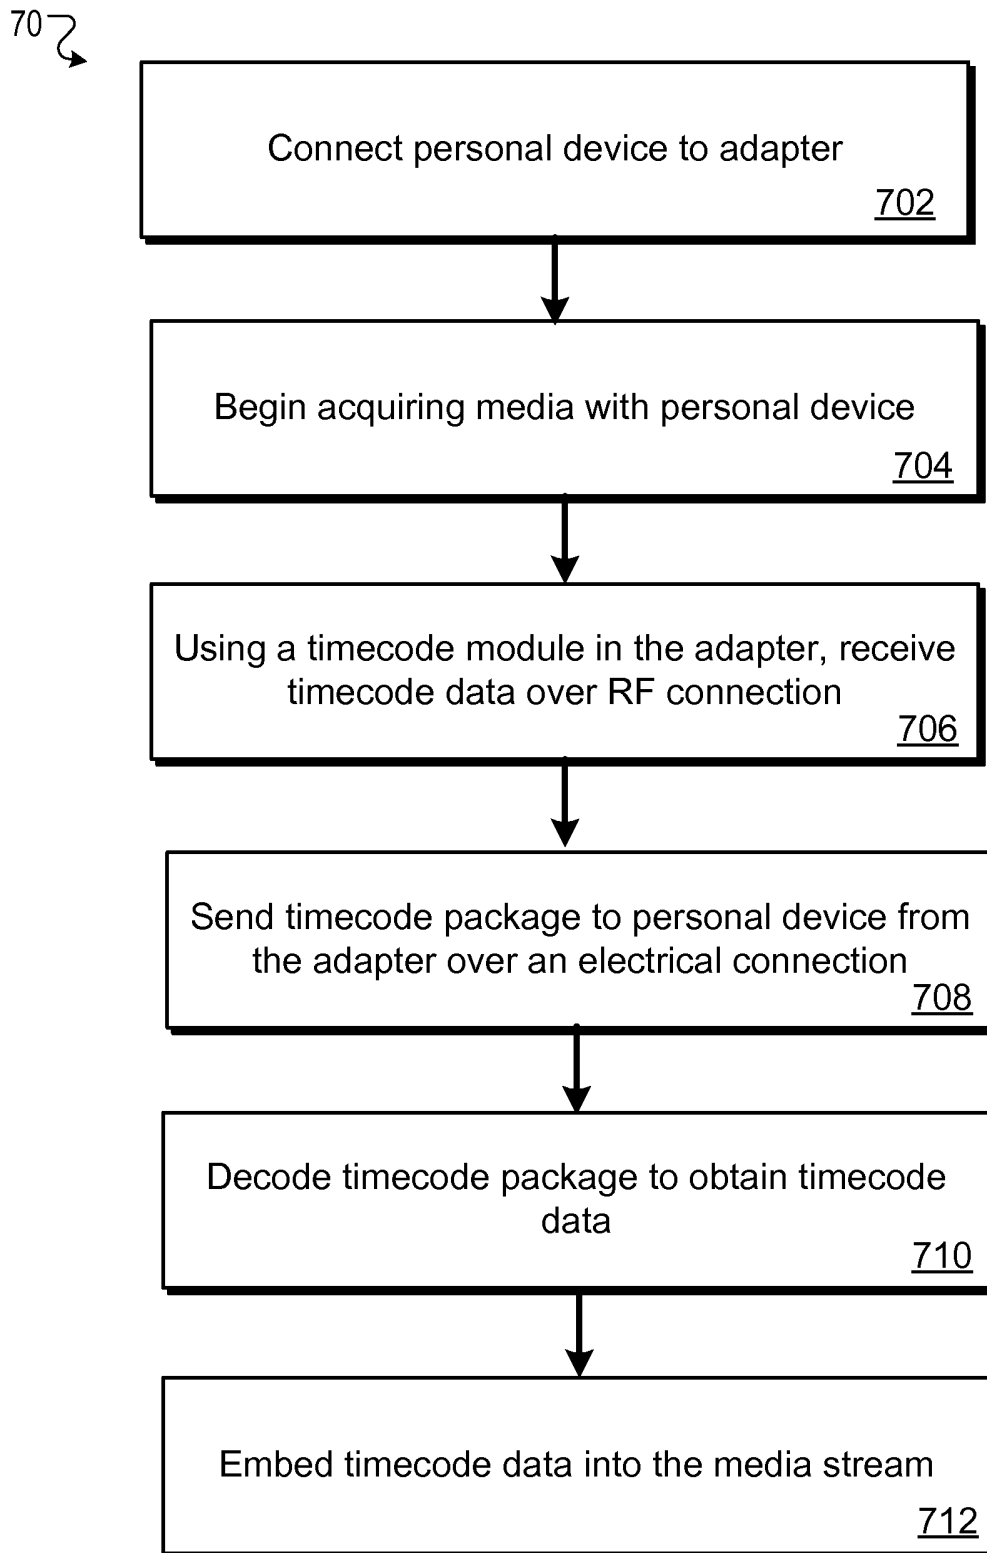 70
Connect personal device to adapter
702
Begin acquiring media with personal device
704
Using a timecode module in the adapter, receive
timecode data over RF connection
706
Send timecode package to personal device from
the adapter over an electrical connection
708
Decode timecode package to obtain timecode
data
710
Embed timecode data into the media stream
712